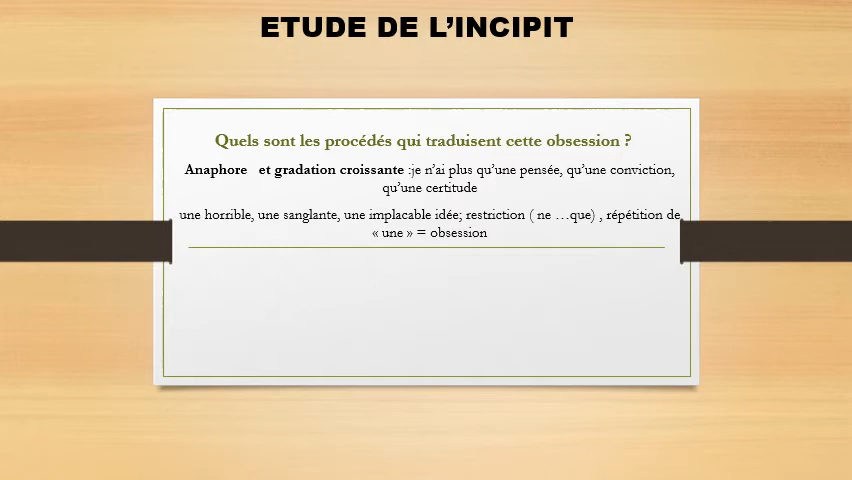 ETUDE DE L’INCIPIT
Quels sont les procédés qui traduisent cette obsession ?
Anaphore et gradation croissante :je n’ai plus qu’une pensée, qu’une conviction,
qu’une certitude
une horrible, une sanglante, une implacable idée; restriction ( ne …que) , répétition de
« une » = obsession